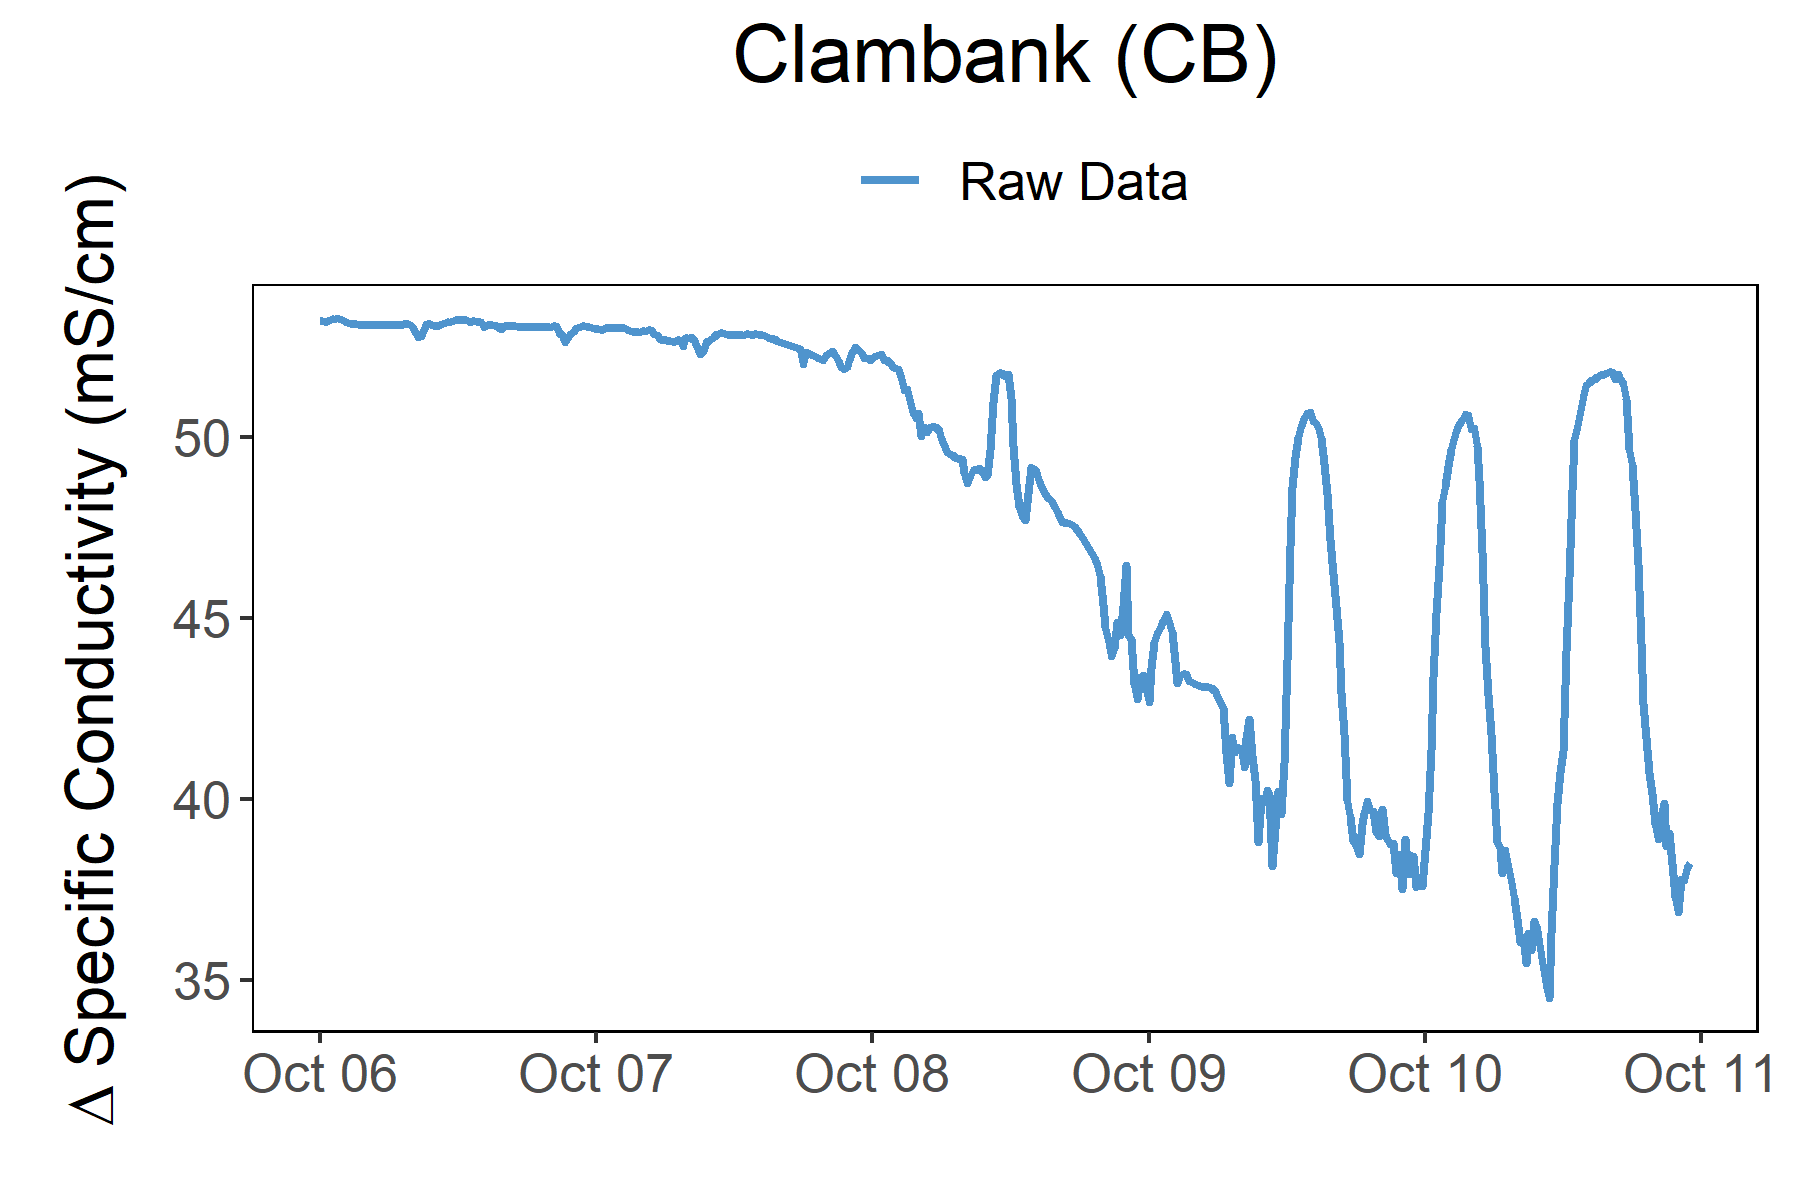 Clambank (CB)
Raw Data
Δ Specific Conductivity (mS/cm)
50
45
40
35
Oct 06 Oct 07 Oct 08 Oct 09 Oct 10 Oct 11